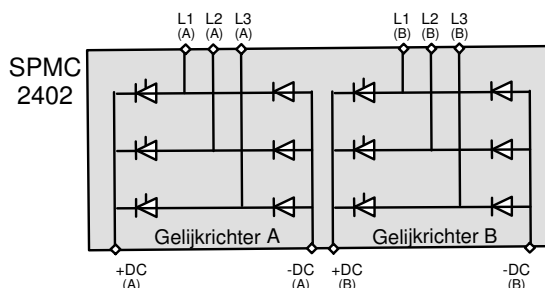 L1 L2 L3 L1 L2 L3
(A) (A) (A) (B) (B) (B)
SPMC
2402
Gelijkrichter A Gelijkrichter B
+DC -DC +DC -DC
(A) (A) (B) (B)